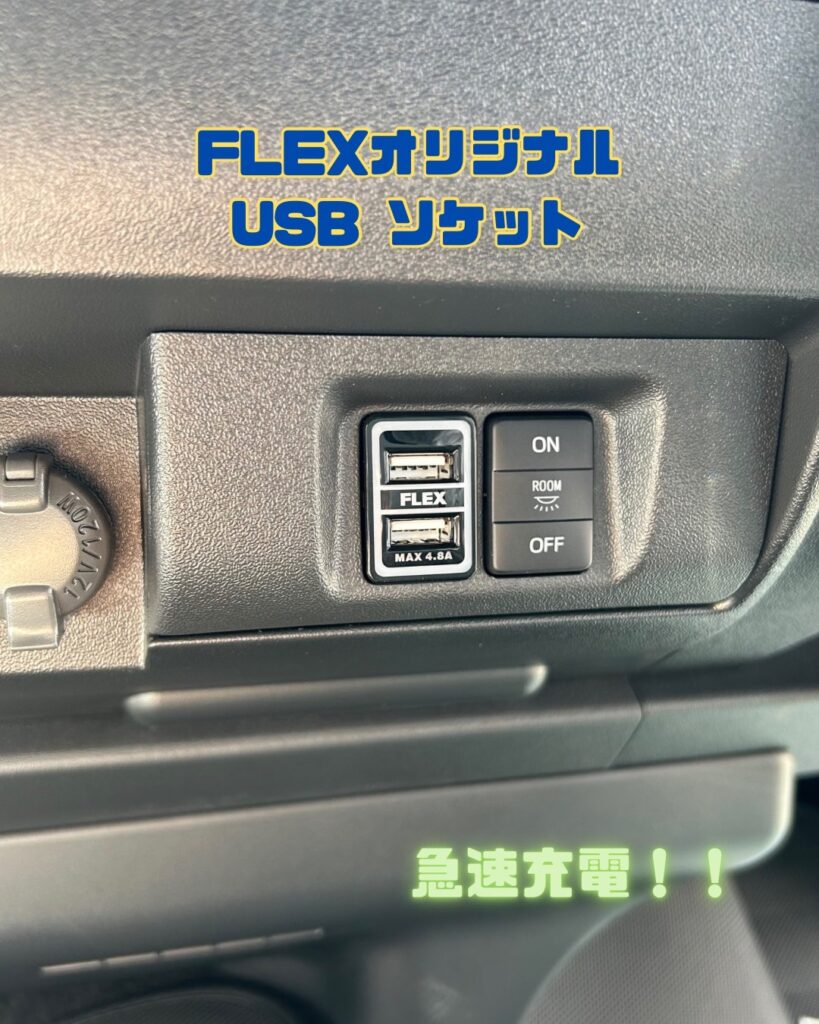 FLEXオリジナル
USB ソケット
ON
FLEX
ROOM
OFF
MAX 4.8A
12V/120W
急速充電！！